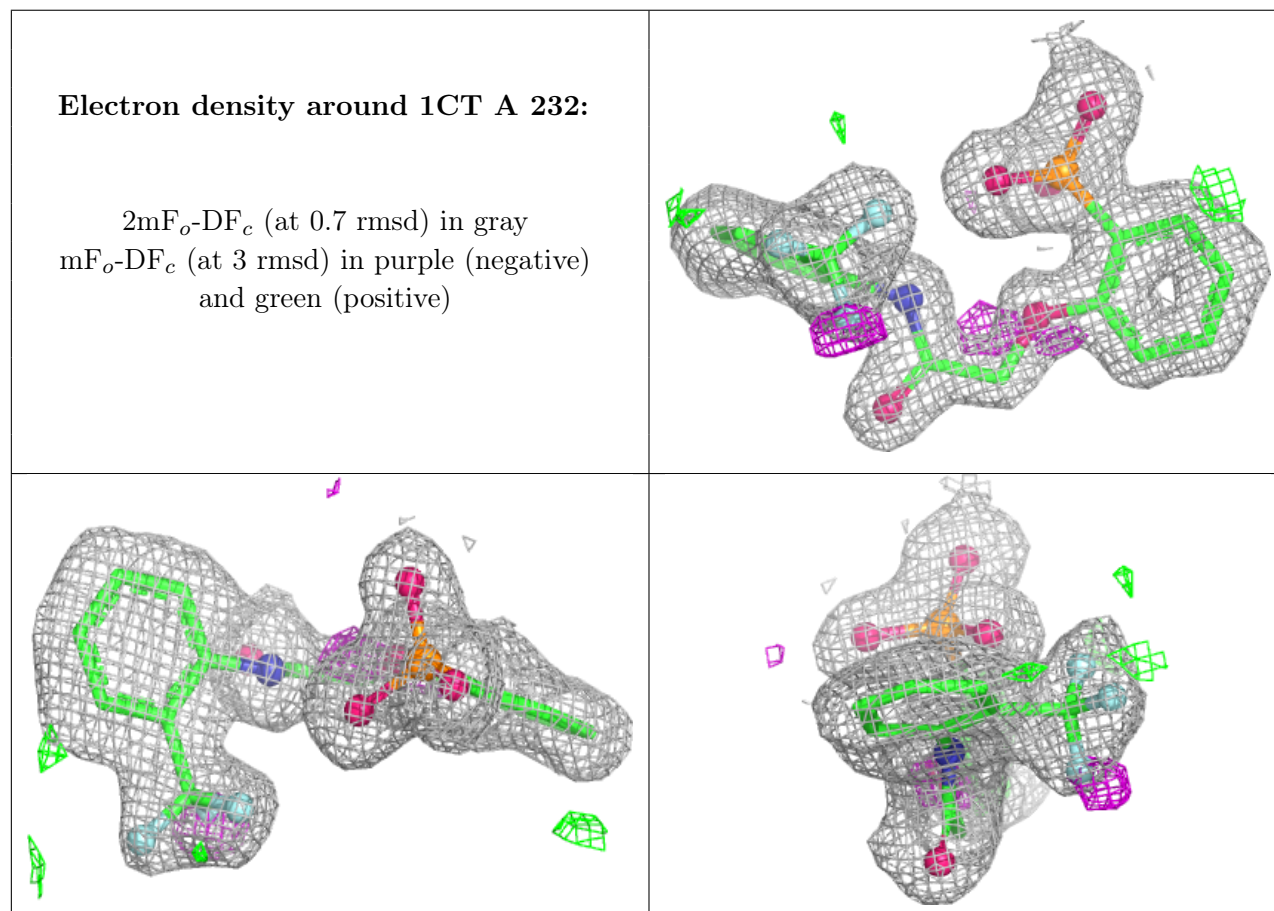 Electron density around 1CT A 232:
2mFo-DFc (at 0.7 rmsd) in gray
mFo-DFc (at 3 rmsd) in purple (negative)
and green (positive)